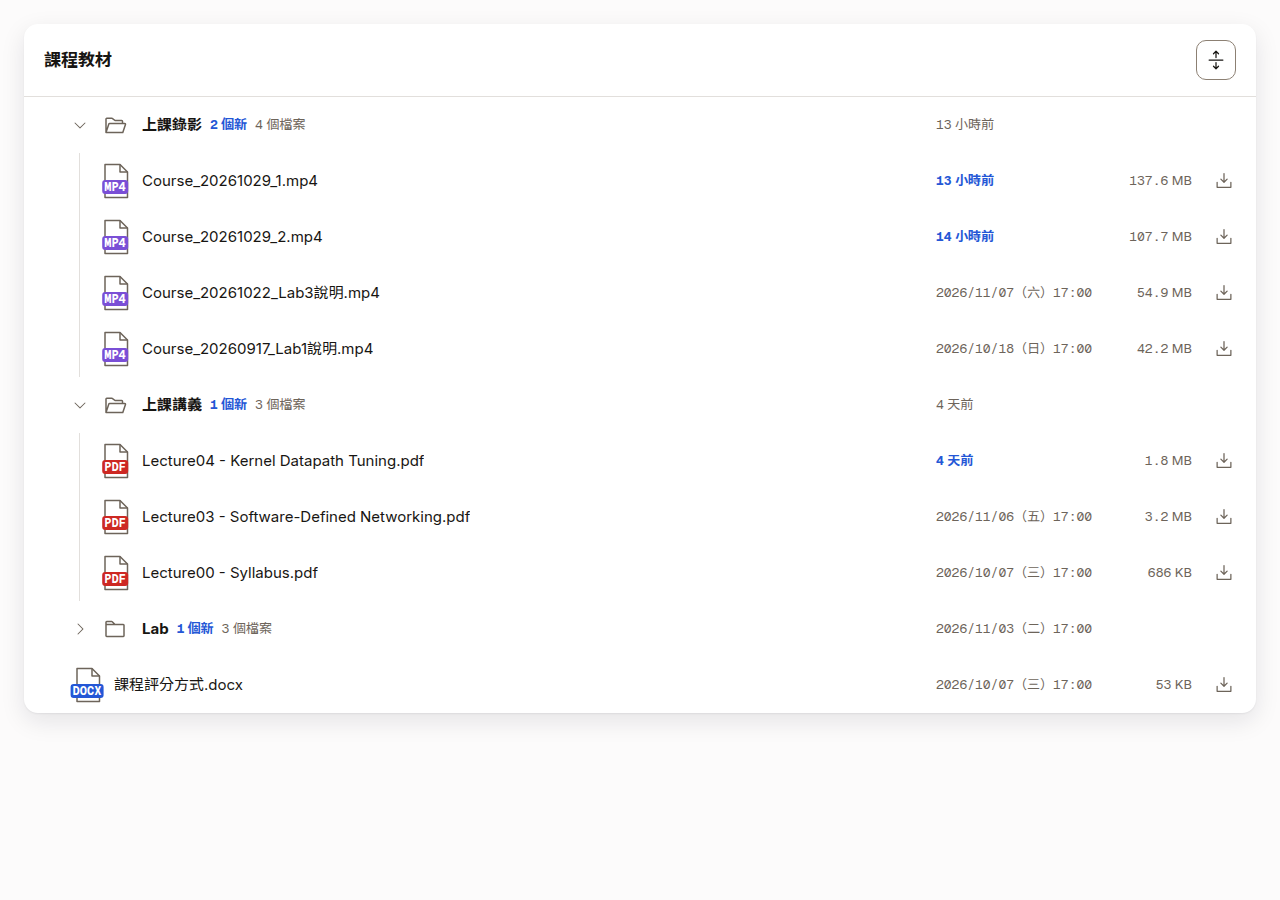 課程教材
上課錄影 2 個新 4 個檔案 13 小時前
MP4 Course_20261029_1.mp4 13 小時前 137.6 MB
MP4 Course_20261029_2.mp4 14 小時前 107.7 MB
MP4 Course_20261022_Lab3說明.mp4 2026/11/07（六）17:00 54.9 MB
MP4 Course_20260917_Lab1說明.mp4 2026/10/18（日）17:00 42.2 MB
上課講義 1 個新 3 個檔案 4 天前
PDF Lecture04 - Kernel Datapath Tuning.pdf 4 天前 1.8 MB
PDF Lecture03 - Software-Defined Networking.pdf 2026/11/06（五）17:00 3.2 MB
PDF Lecture00 - Syllabus.pdf 2026/10/07（三）17:00 686 KB
Lab 1 個新 3 個檔案 2026/11/03（二）17:00
DOCX 課程評分方式.docx 2026/10/07（三）17:00 53 KB